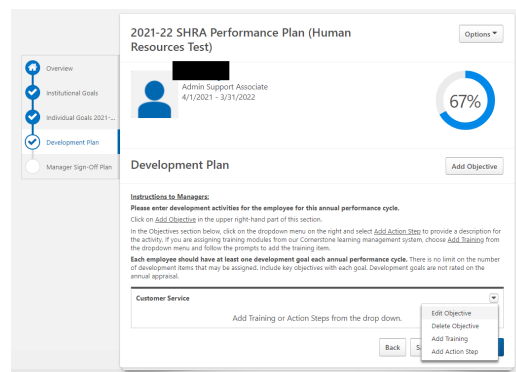 2021-22 SHRA Performance Plan (Human
Resources Test)
Options
Overview
Institutional Goals
Individual Goals 2021-...
Development Plan
Manager Sign-Off Plan
Admin Support Associate
4/1/2021 - 3/31/2022
67%
Development Plan
Add Objective
Instructions to Managers:
Please enter development activities for the employee for this annual performance cycle.
Click on Add Objective in the upper right-hand part of this section.
In the Objectives section below, click on the dropdown menu on the right and select Add Action Step to provide a description for
the activity. If you are assigning training modules from our Cornerstone learning management system, choose Add Training from
the dropdown menu and follow the prompts to add the training item.
Each employee should have at least one development goal each annual performance cycle. There is no limit on the number
of development items that may be assigned. Include key objectives with each goal. Development goals are not rated on the
annual appraisal.
Customer Service
Add Training or Action Steps from the drop down.
Edit Objective
Delete Objective
Add Training
Add Action Step
Back